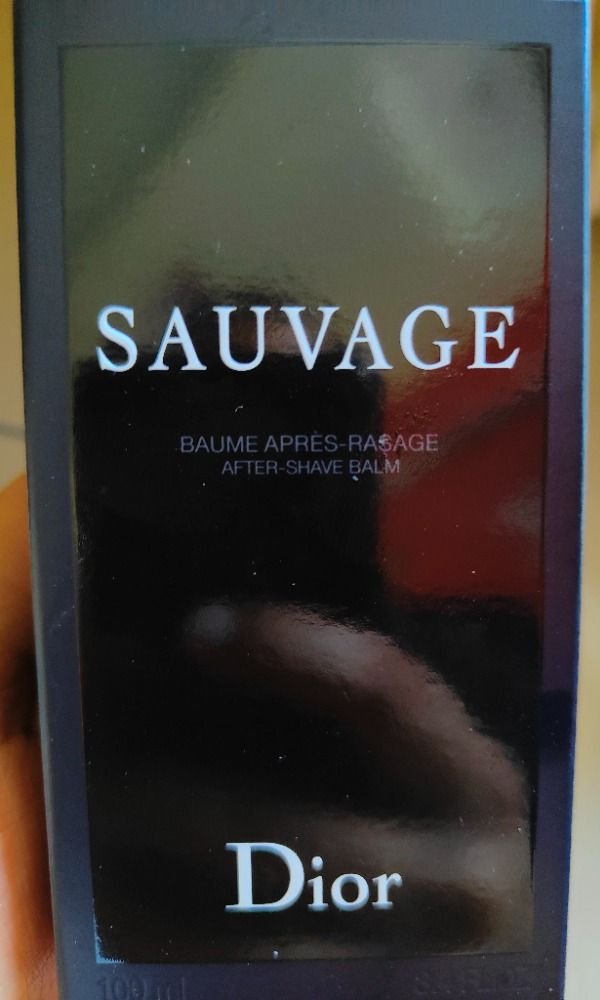 SAUVAGE
BAUME APRÈS-RASAGE
AFTER-SHAVE BALM
Dior
100 ml